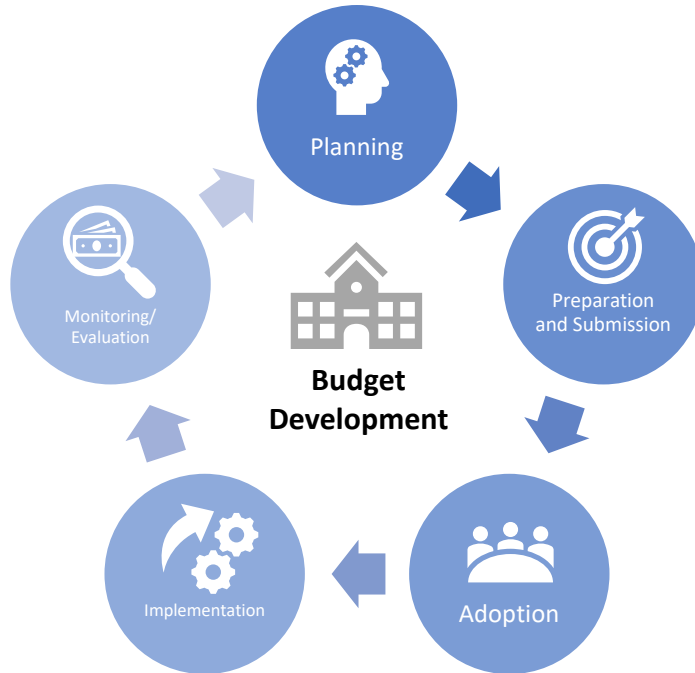 Planning
Preparation
and Submission
Adoption
Implementation
Monitoring/
Evaluation
Budget
Development